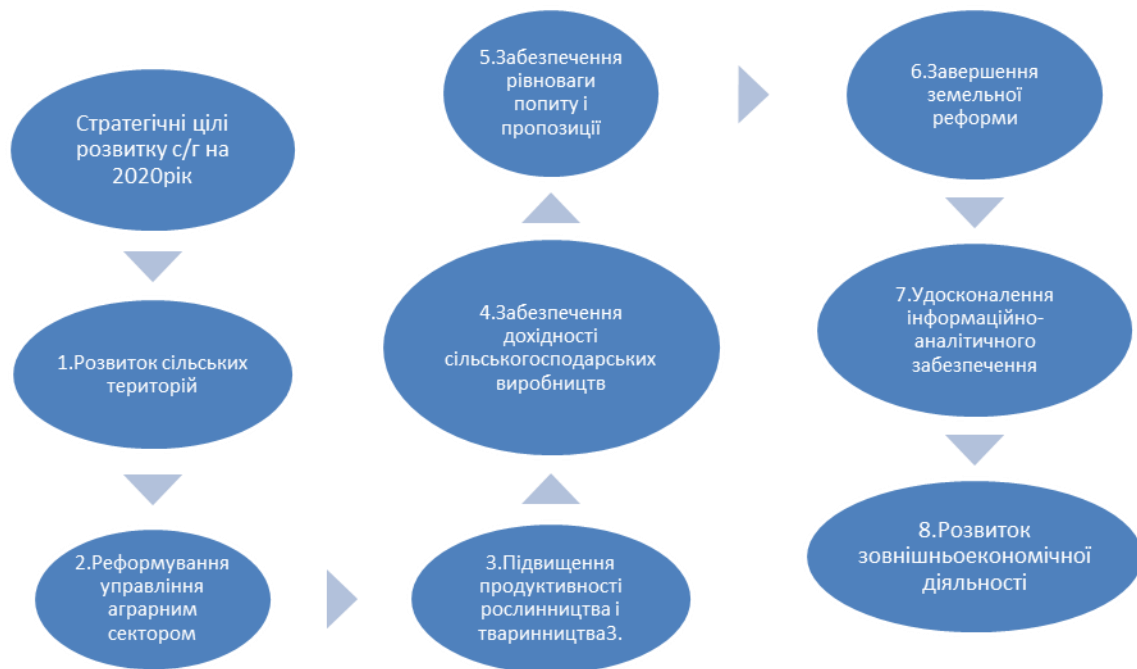 Стратегічні цілі
розвитку с/г на
2020рік
1.Розвиток сільських
територій
2.Реформування
управління
аграрним
сектором
3.Підвищення
продуктивності
рослинництва і
тваринництва3.
4.Забезпечення
дохідності
сільськогосподарських
виробництв
5.Забезпечення
рівноваги
попиту і
пропозиції
6.Завершення
земельної
реформи
7.Удосконалення
інформаційно-
аналітичного
забезпечення
8.Розвиток
зовнішньоекономічної
діяльності